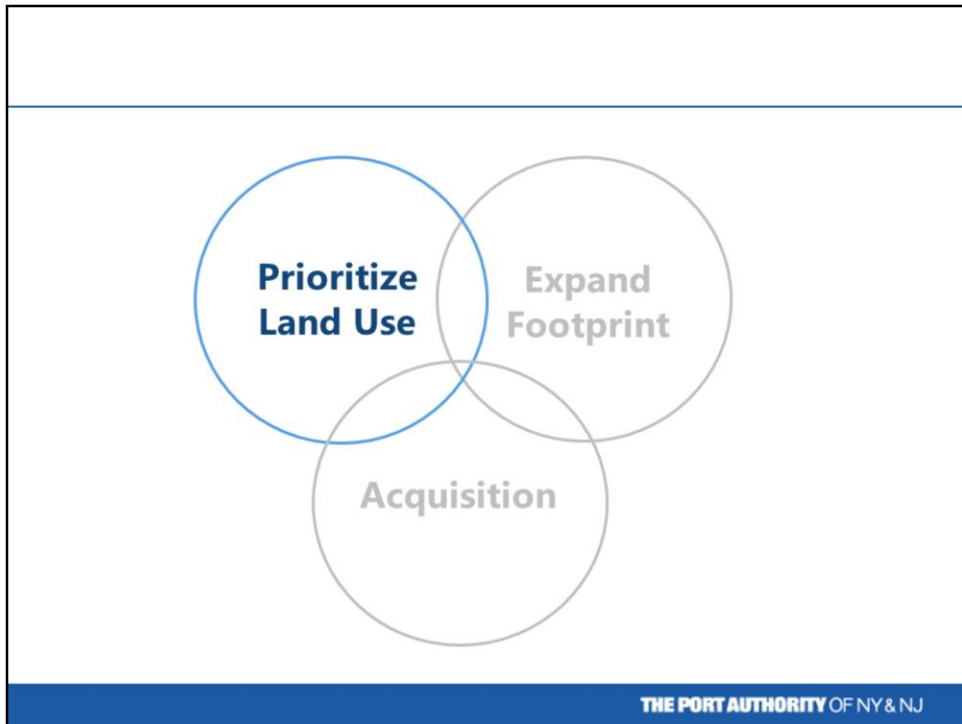 Prioritize
Land Use
Expand
Footprint
Acquisition
THE PORT AUTHORITY OF NY & NJ